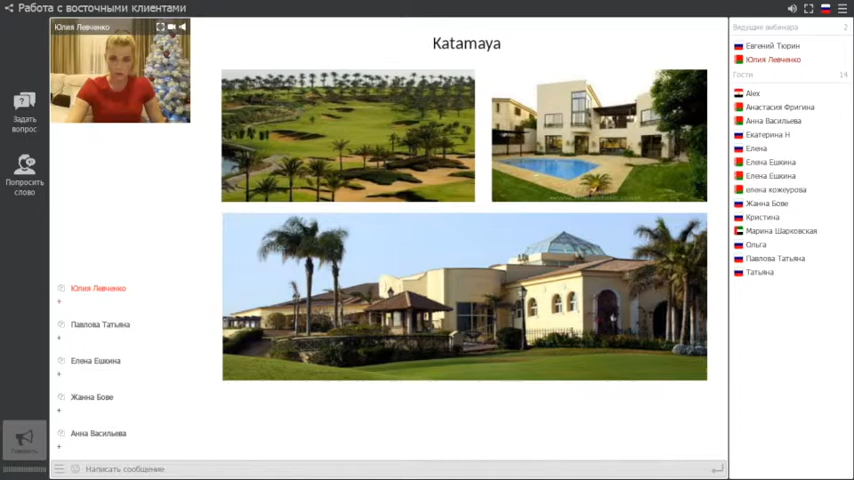 Работа с восточными клиентами
Юлия Левченко
Задать
вопрос
Попросить
слово
Katamaya
Юлия Левченко
+
Павлова Татьяна
+
Елена Ешкина
+
Жанна Бове
+
Анна Васильева
+
Написать сообщение
Ведущие вебинара 2
Евгений Тюрин
Юлия Левченко
Гости 14
Alex
Анастасия Фригина
Анна Васильева
Екатерина Н
Елена
Елена Ешкина
Елена Ешкина
елена кожеурова
Жанна Бове
Кристина
Марина Шарковская
Ольга
Павлова Татьяна
Татьяна